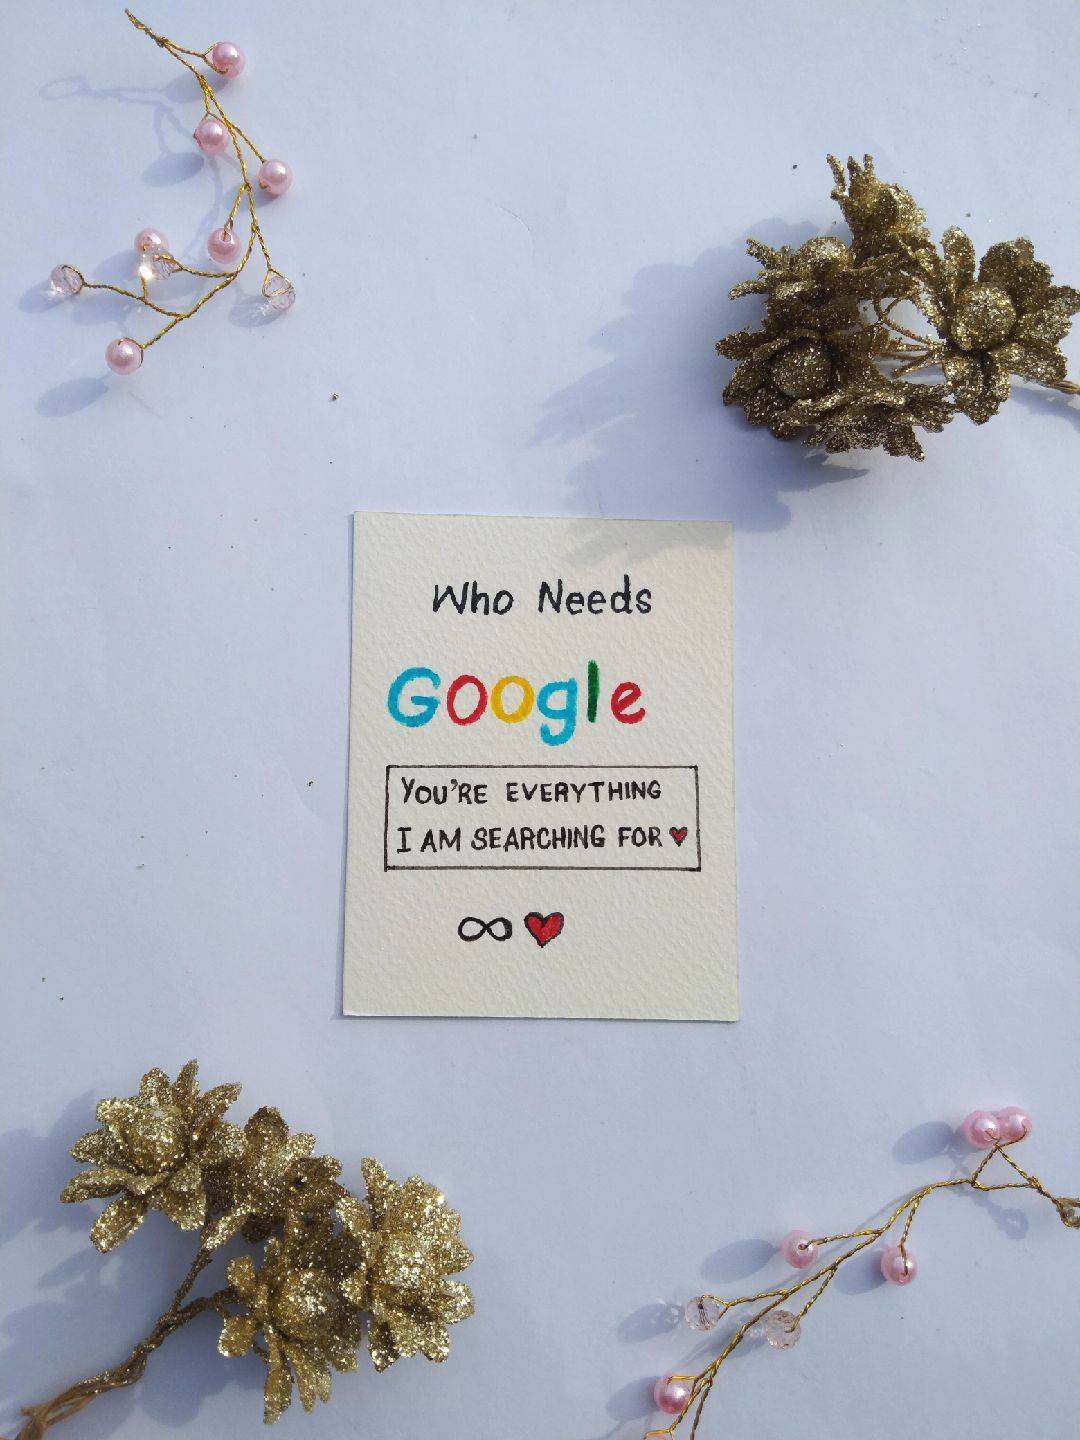 Who Needs
Google
YOU'RE EVERYTHING
I AM SEARCHING FOR ♥
∞ ♥